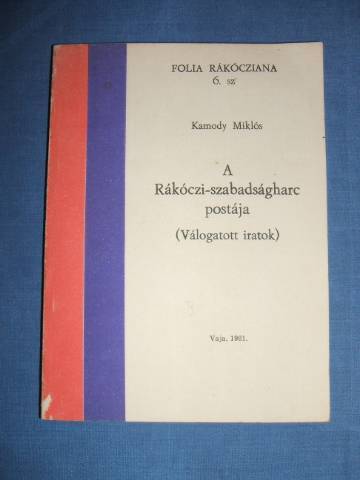 FOLIA RÁKÓCZIANA
6. sz
Kamody Miklós
A
Rákóczi-szabadságharc
postája
(Válogatott iratok)
Vaja, 1981.